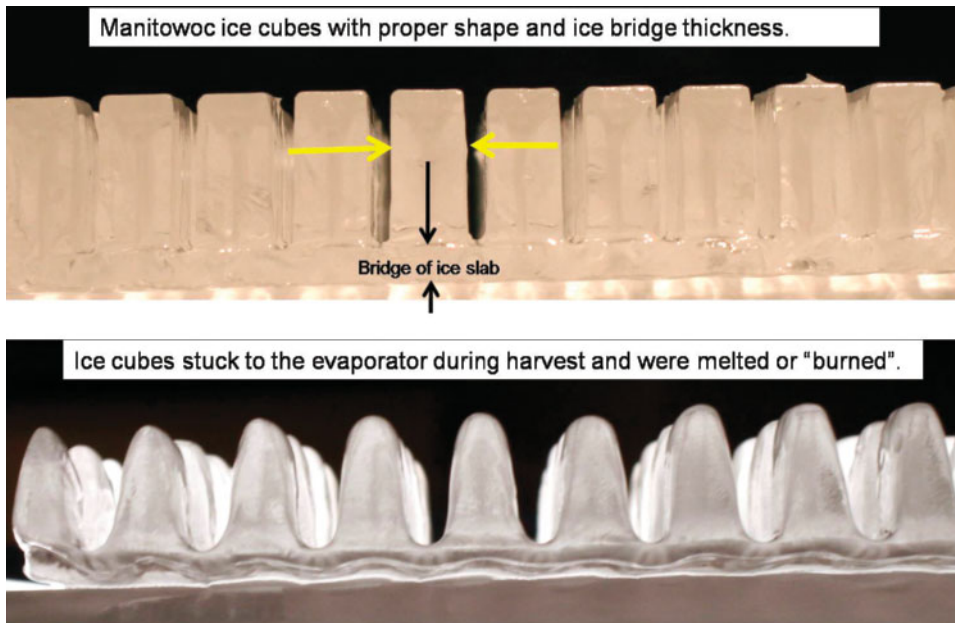 Manitowoc ice cubes with proper shape and ice bridge thickness.
Bridge of ice slab
Ice cubes stuck to the evaporator during harvest and were melted or “burned”.